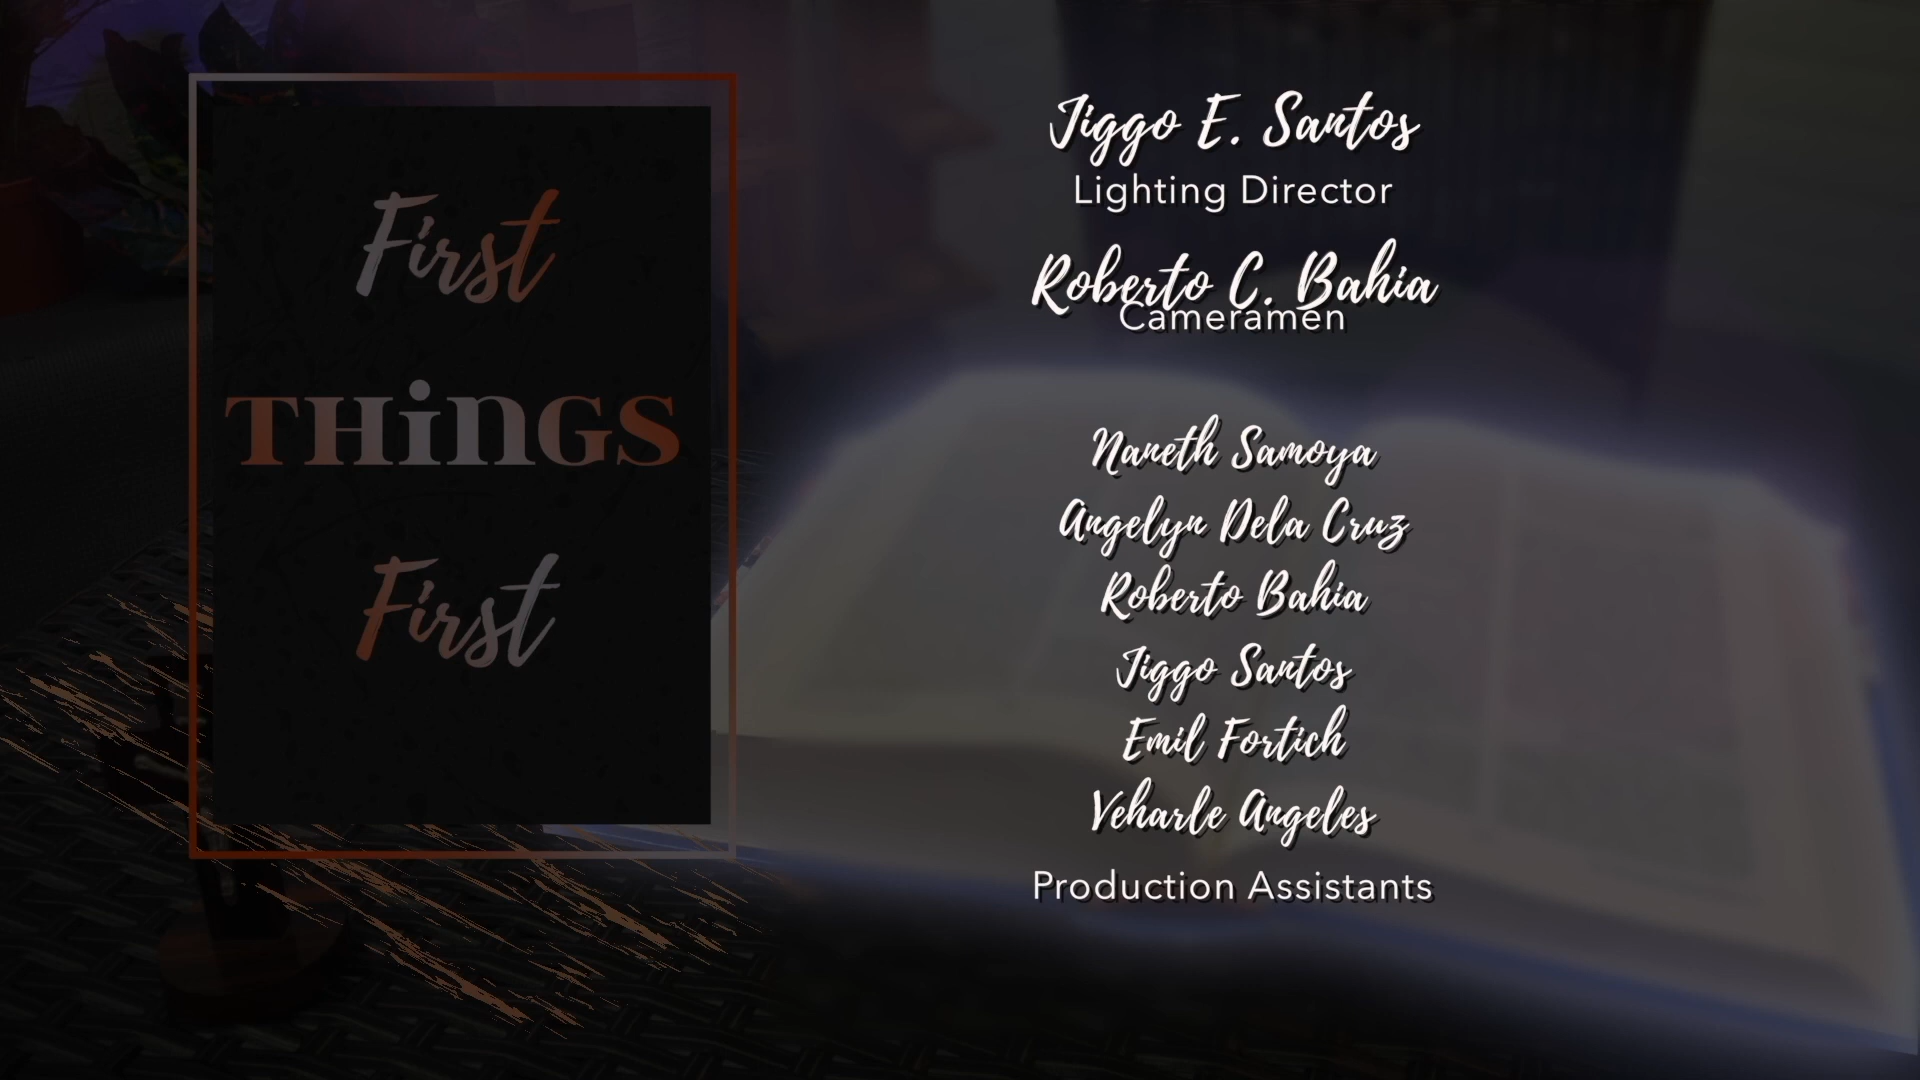 First
THiNGS
First
Jiggo E. Santos
Lighting Director
Roberto C. Bahia
Cameramen
Naneth Samoya
Angelyn Dela Cruz
Roberto Bahia
Jiggo Santos
Emil Fortich
Veharle Angeles
Production Assistants